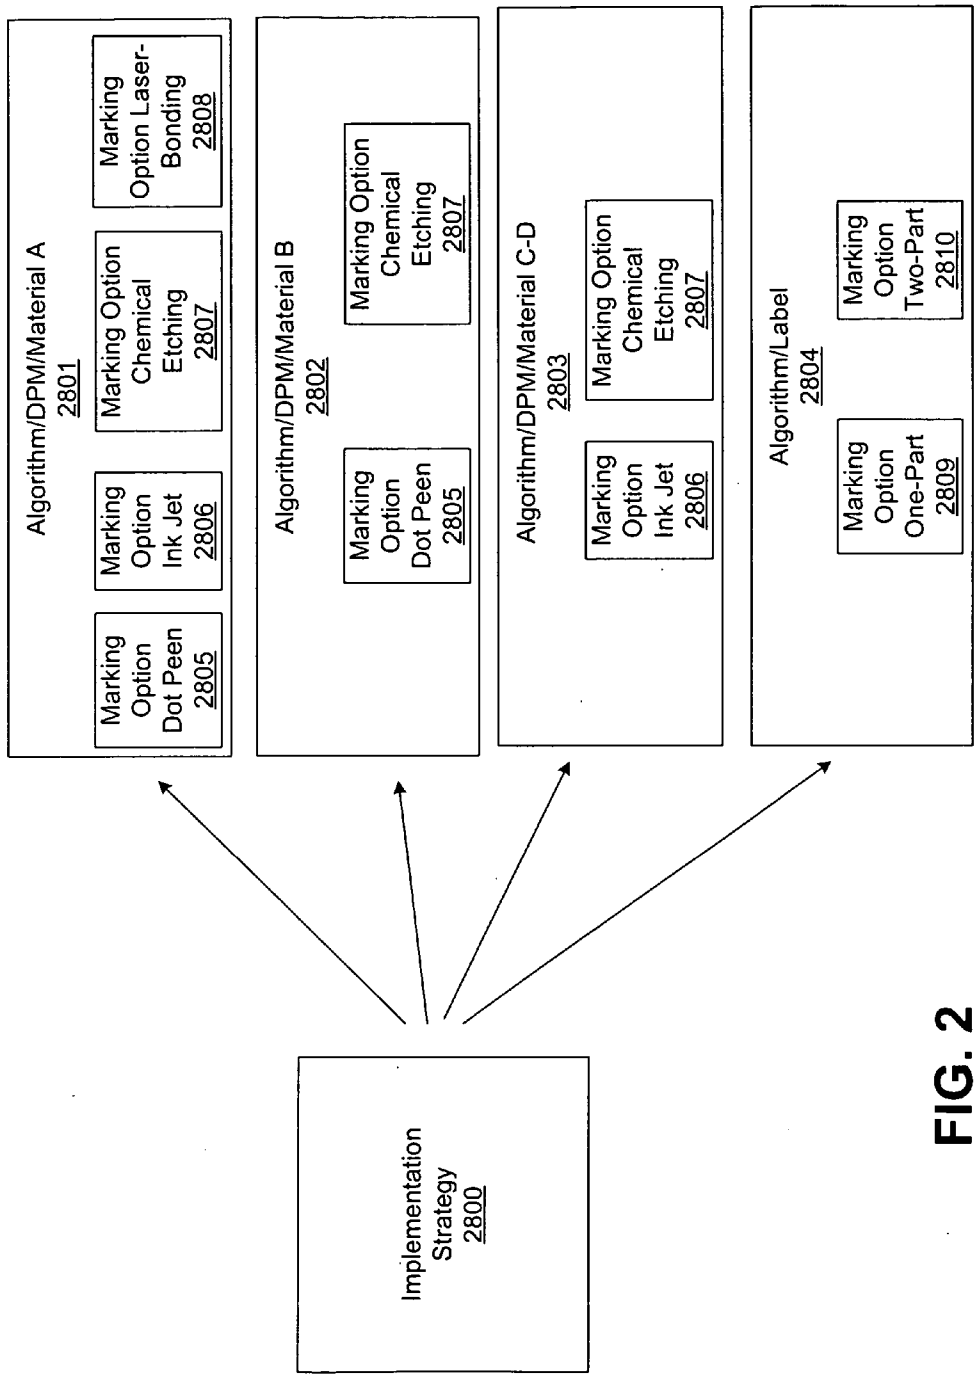 Implementation
Strategy
2800
Algorithm/DPM/Material A
2801
Marking
Option
Dot Peen
2805
Marking
Option
Ink Jet
2806
Marking Option
Chemical
Etching
2807
Marking
Option Laser-
Bonding
2808
Algorithm/DPM/Material B
2802
Marking
Option
Dot Peen
2805
Marking Option
Chemical
Etching
2807
Algorithm/DPM/Material C-D
2803
Marking
Option
Ink Jet
2806
Marking Option
Chemical
Etching
2807
Algorithm/Label
2804
Marking
Option
One-Part
2809
Marking
Option
Two-Part
2810
FIG. 2